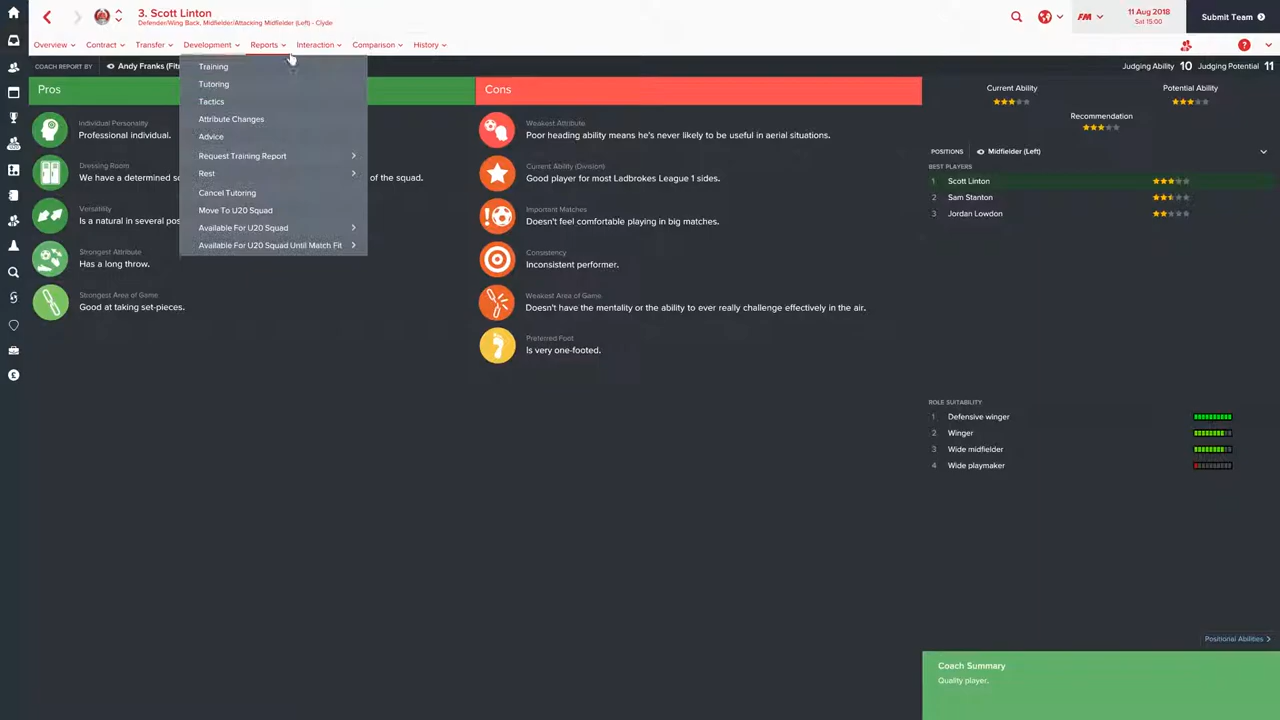 3. Scott Linton
Defender/Wing Back, Midfielder/Attacking Midfielder (Left) - Clyde
FM
11 Aug 2018
Sat 15:00
Submit Team
Overview
Contract
Transfer
Development
Reports
Interaction
Comparison
History
COACH REPORT BY
Andy Franks (Fit
Judging Ability 10 Judging Potential 11
Training
Tutoring
Tactics
Attribute Changes
Advice
Request Training Report
Rest
Cancel Tutoring
Move To U20 Squad
Available For U20 Squad
Available For U20 Squad Until Match Fit
Pros
Individual Personality
Professional individual.
Dressing Room
We have a determined sc of the squad.
Versatility
Is a natural in several pos
Strongest Attribute
Has a long throw.
Strongest Area of Game
Good at taking set-pieces.
Cons
Weakest Attribute
Poor heading ability means he's never likely to be useful in aerial situations.
Current Ability (Division)
Good player for most Ladbrokes League 1 sides.
Important Matches
Doesn't feel comfortable playing in big matches.
Consistency
Inconsistent performer.
Weakest Area of Game
Doesn't have the mentality or the ability to ever really challenge effectively in the air.
Preferred Foot
Is very one-footed.
Current Ability
Potential Ability
Recommendation
POSITIONS Midfielder (Left)
BEST PLAYERS
1 Scott Linton
2 Sam Stanton
3 Jordan Lowdon
ROLE SUITABILITY
1 Defensive winger
2 Winger
3 Wide midfielder
4 Wide playmaker
Positional Abilities
Coach Summary
Quality player.